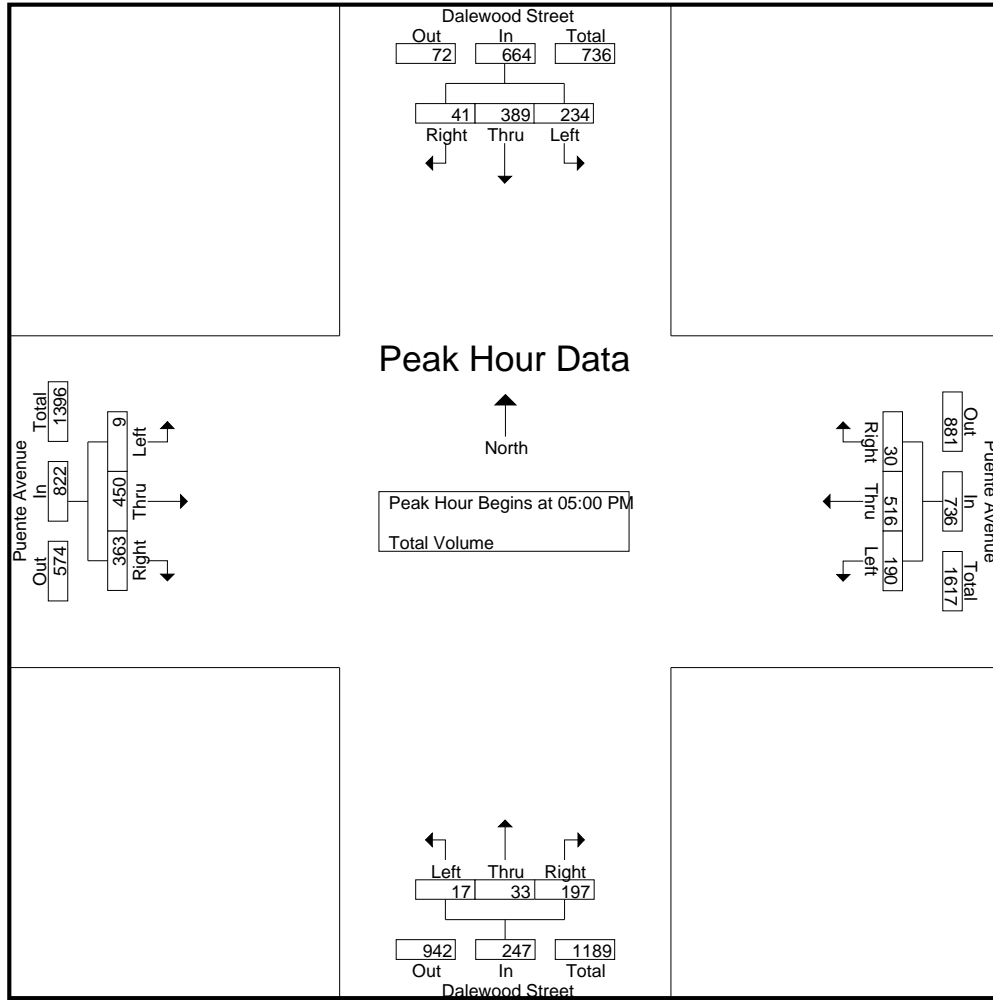 Dalewood Street
Out In Total
72 664 736
41 389 234
Right Thru Left
Peak Hour Data
North
Peak Hour Begins at 05:00 PM
Total Volume
Puente Avenue
Total In Out
1396 822 574
9 450 363
Left Thru Right
Puente Avenue
Out In Total
881 736 1617
30 516 190
Right Thru Left
Left Thru Right
17 33 197
942 247 1189
Out In Total
Dalewood Street